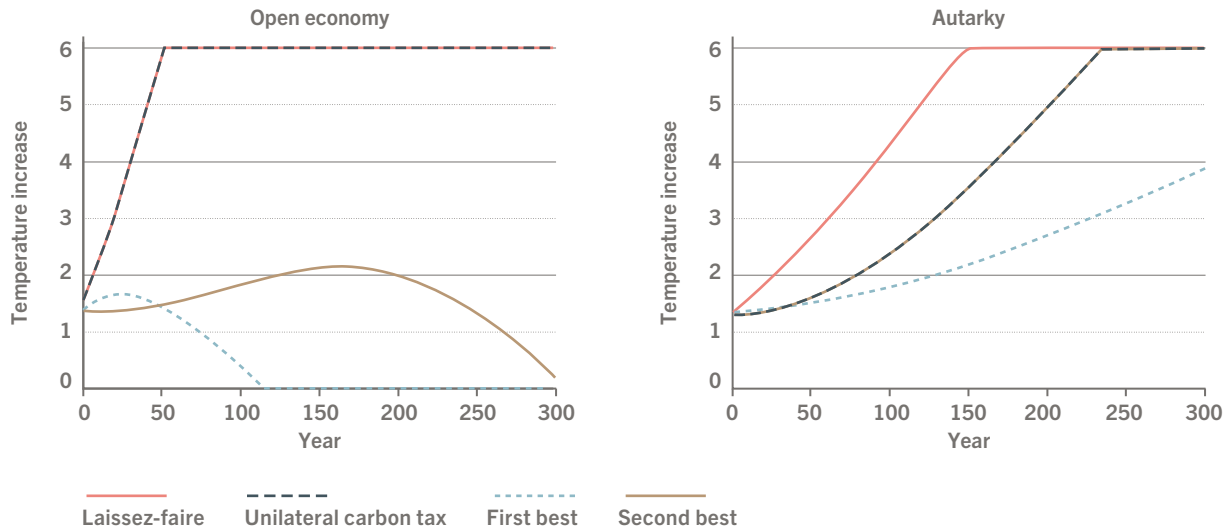 Open economy
Temperature increase
6
5
4
3
2
1
0
0 50 100 150 200 250 300
Year
Autarky
Temperature increase
6
5
4
3
2
1
0
0 50 100 150 200 250 300
Year
Laissez-faire Unilateral carbon tax First best Second best